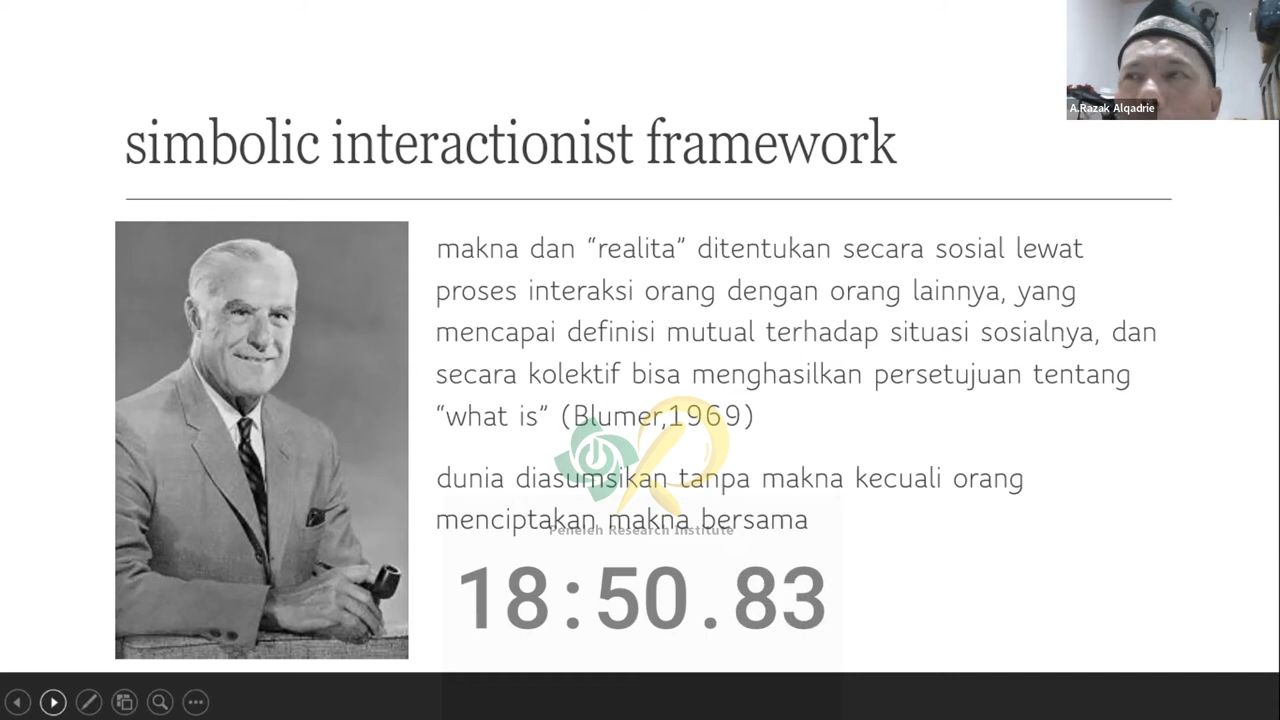 A.Razak Alqadrie
simbolic interactionist framework
makna dan “realita” ditentukan secara sosial lewat
proses interaksi orang dengan orang lainnya, yang
mencapai definisi mutual terhadap situasi sosialnya, dan
secara kolektif bisa menghasilkan persetujuan tentang
“what is” (Blumer,1969)
dunia diasumsikan tanpa makna kecuali orang
menciptakan makna bersama
Peneleh Research Institute
18:50.83